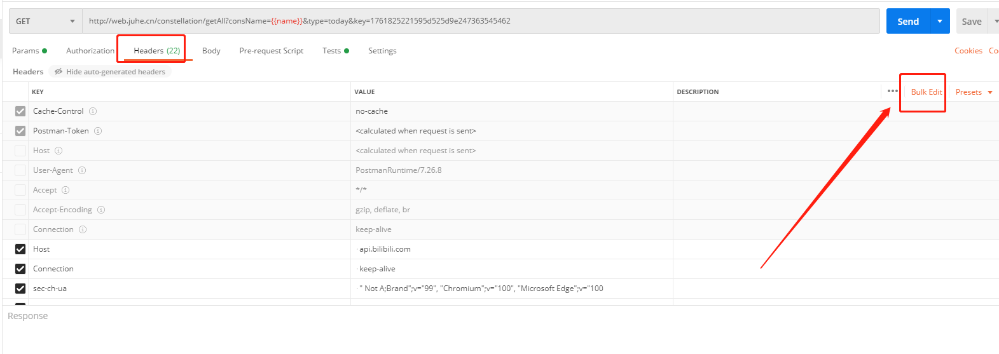 GET http://web.juhe.cn/constellation/getAll?consName={{name}}&type=today&key=1761825221595d525d9e247363545462 Send Save
Params Authorization Headers (22) Body Pre-request Script Tests Settings Cookies Co
Headers Hide auto-generated headers
KEY VALUE DESCRIPTION ••• Bulk Edit Presets
Cache-Control no-cache
Postman-Token <calculated when request is sent>
Host <calculated when request is sent>
User-Agent PostmanRuntime/7.26.8
Accept */*
Accept-Encoding gzip, deflate, br
Connection keep-alive
Host api.bilibili.com
Connection keep-alive
sec-ch-ua " Not A;Brand";v="99", "Chromium";v="100", "Microsoft Edge";v="100
Response